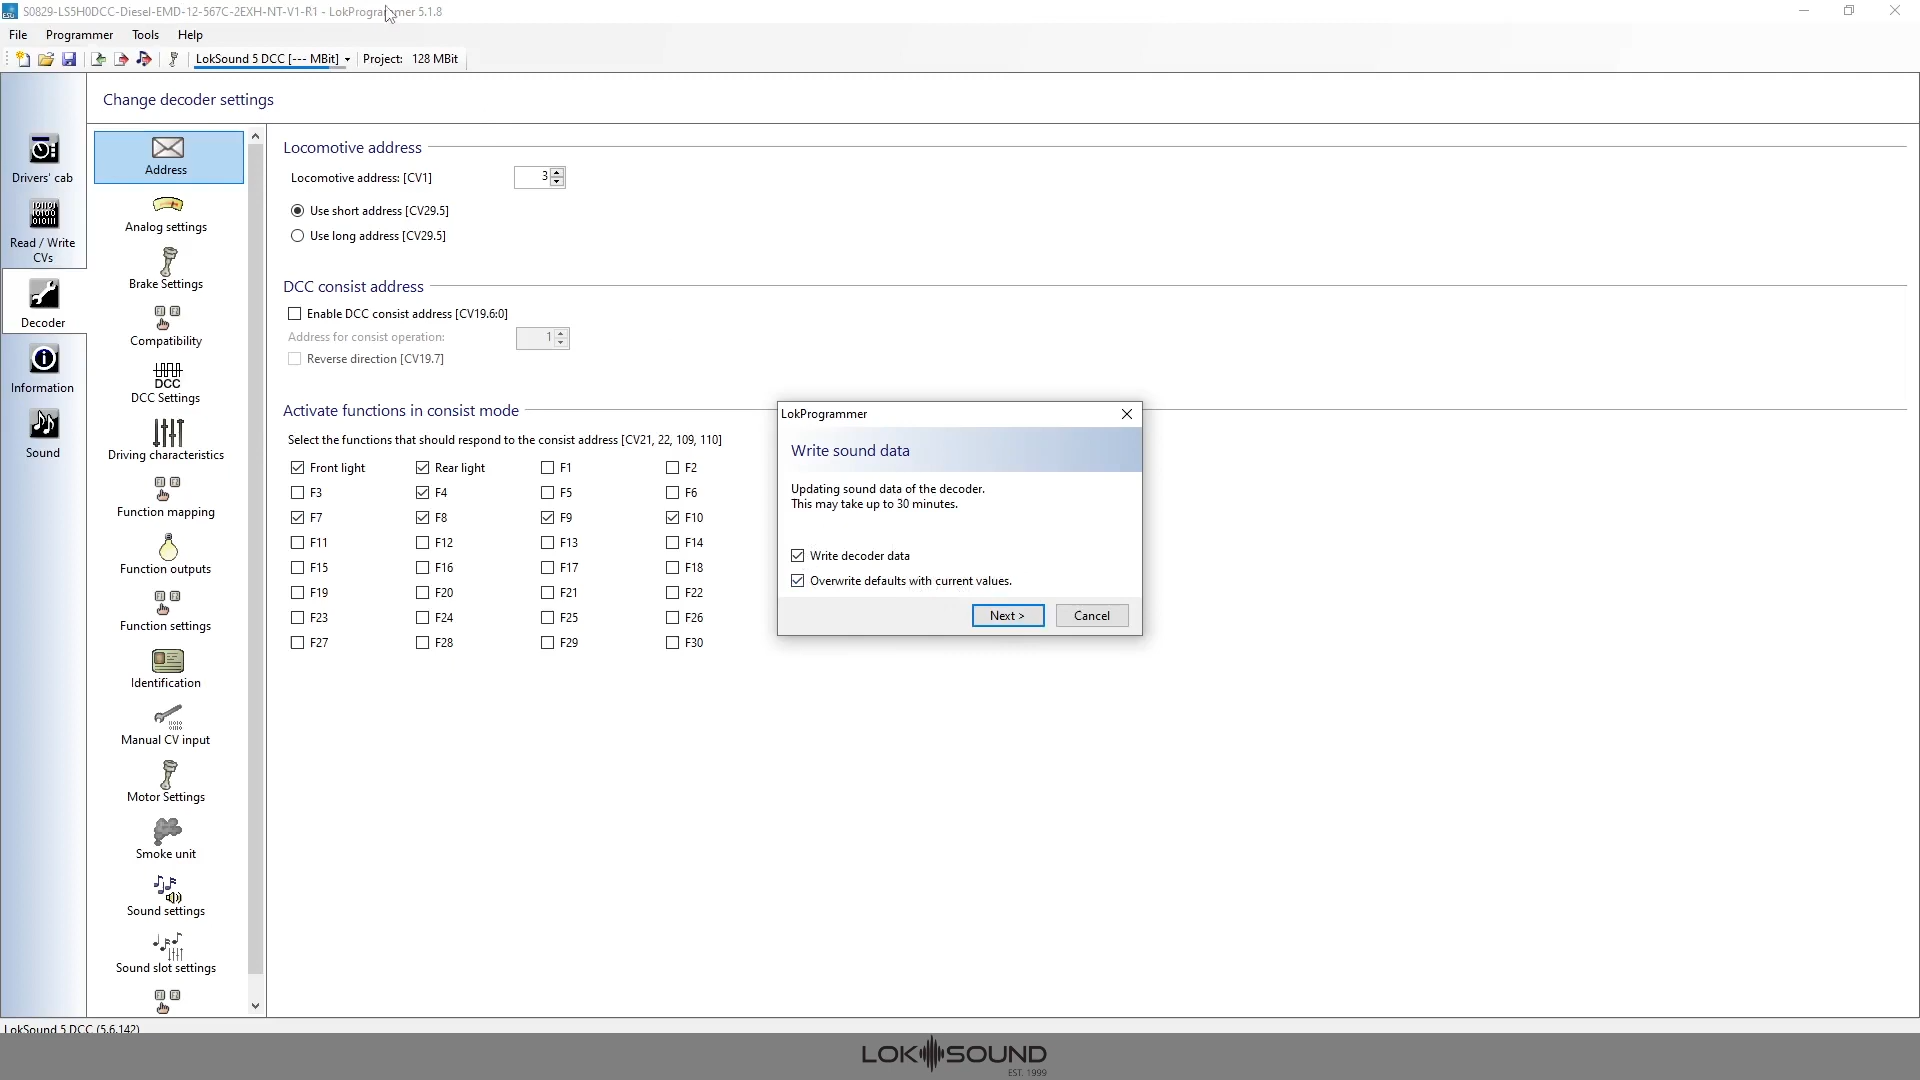 S0829-LS5H0DCC-Diesel-EMD-12-567C-2EXH-NT-V1-R1 - LokProgrammer 5.1.8
File Programmer Tools Help
LokSound 5 DCC [--- MBit] Project: 128 MBit
Change decoder settings
Drivers' cab
Read / Write
CVs
Decoder
Information
Sound
Address
Analog settings
Brake Settings
Compatibility
DCC
DCC Settings
Driving characteristics
Function mapping
Function outputs
Function settings
Identification
Manual CV input
Motor Settings
Smoke unit
Sound settings
Sound slot settings
Locomotive address
Locomotive address: [CV1] 3
Use short address [CV29.5]
Use long address [CV29.5]
DCC consist address
Enable DCC consist address [CV19.6:0]
Address for consist operation: 1
Reverse direction [CV19.7]
Activate functions in consist mode
Select the functions that should respond to the consist address [CV21, 22, 109, 110]
Front light Rear light F1 F2
F3 F4 F5 F6
F7 F8 F9 F10
F11 F12 F13 F14
F15 F16 F17 F18
F19 F20 F21 F22
F23 F24 F25 F26
F27 F28 F29 F30
LokProgrammer
Write sound data
Updating sound data of the decoder.
This may take up to 30 minutes.
Write decoder data
Overwrite defaults with current values.
Next > Cancel
LokSound 5 DCC (5.6.142)
LOKSOUND
EST. 1999